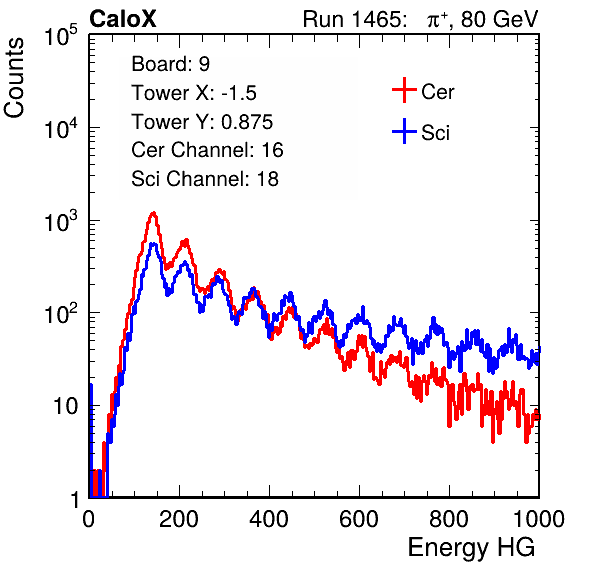 CaloX Run 1465: π⁺, 80 GeV
Counts
10⁵
10⁴
10³
10²
10
1
Board: 9
Tower X: -1.5
Tower Y: 0.875
Cer Channel: 16
Sci Channel: 18
Cer
Sci
0 200 400 600 800 1000
Energy HG